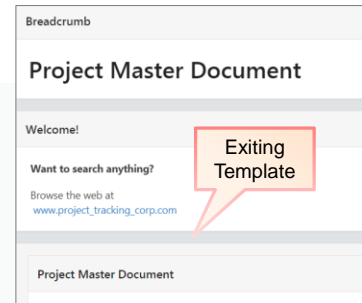 Breadcrumb
Project Master Document
Welcome!
Exiting
Template
Want to search anything?
Browse the web at
www.project_tracking_corp.com
Project Master Document